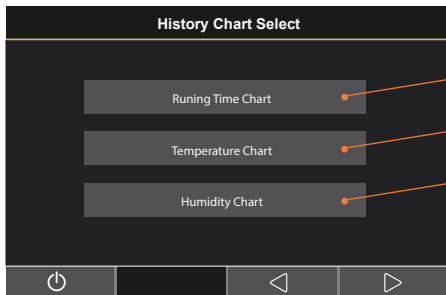 History Chart Select
Runing Time Chart
Temperature Chart
Humidity Chart